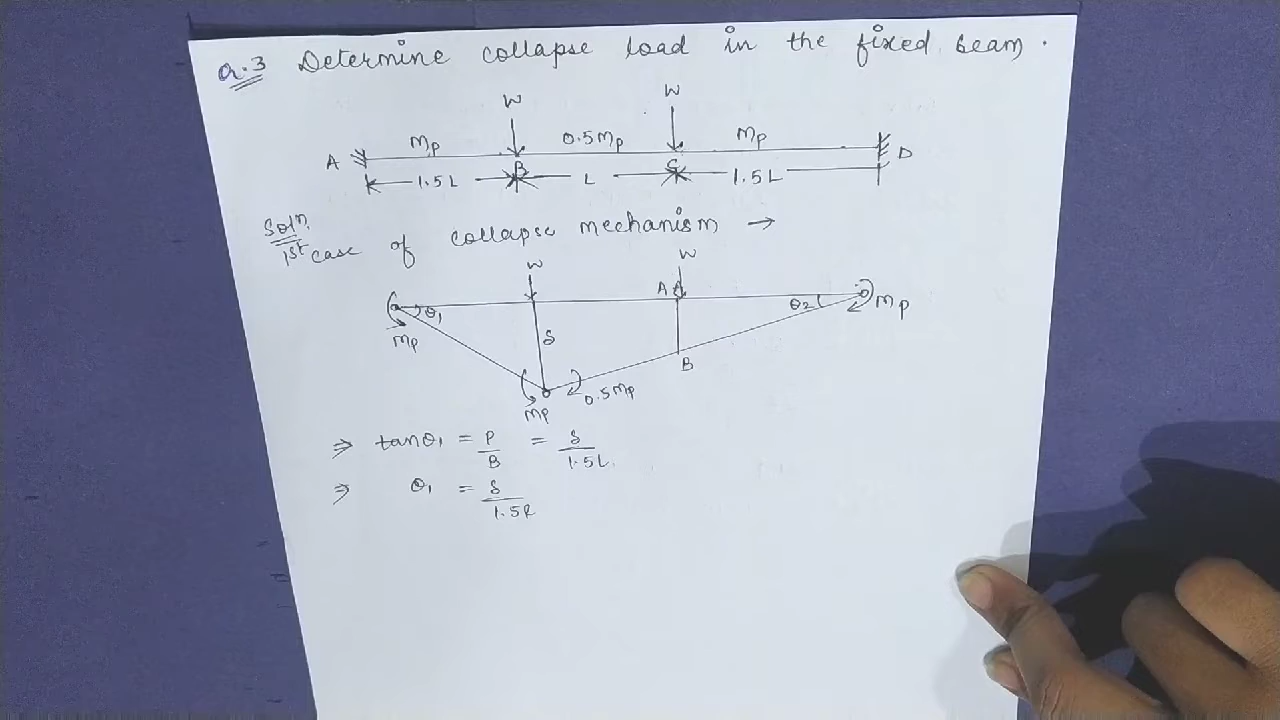 Q.3 Determine collapse load in the fixed beam.
W W
A Mp B 0.5Mp C Mp D
1.5L L 1.5L
Soln.
1st case of collapse mechanism →
W W
A
θ1 θ2 Mp
Mp δ
B
0.5Mp
Mp
⇒ tanθ1 = P/B = δ/1.5L
⇒ θ1 = δ/1.5L